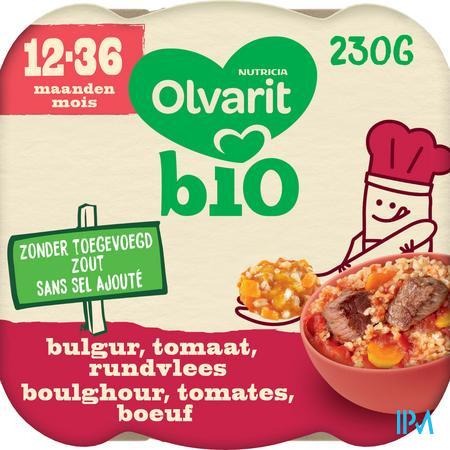 12-36
maanden
mois
NUTRICIA
Olvarit
bio
230G
ZONDER TOEGEVOEGD
ZOUT
SANS SEL AJOUTÉ
bulgur, tomaat,
rundvlees
boulghour, tomates,
boeuf
IPM